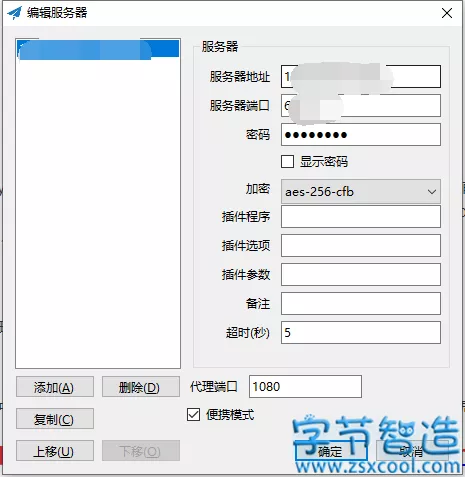 编辑服务器
服务器
服务器地址 1
服务器端口 6
密码 ●●●●●●●●
显示密码
加密 aes-256-cfb
插件程序
插件选项
插件参数
备注
超时(秒) 5
添加(A) 删除(D) 代理端口 1080
复制(C) 便携模式
上移(U) 下移(O) 确定 取消
字节智造
www.zsxcool.com